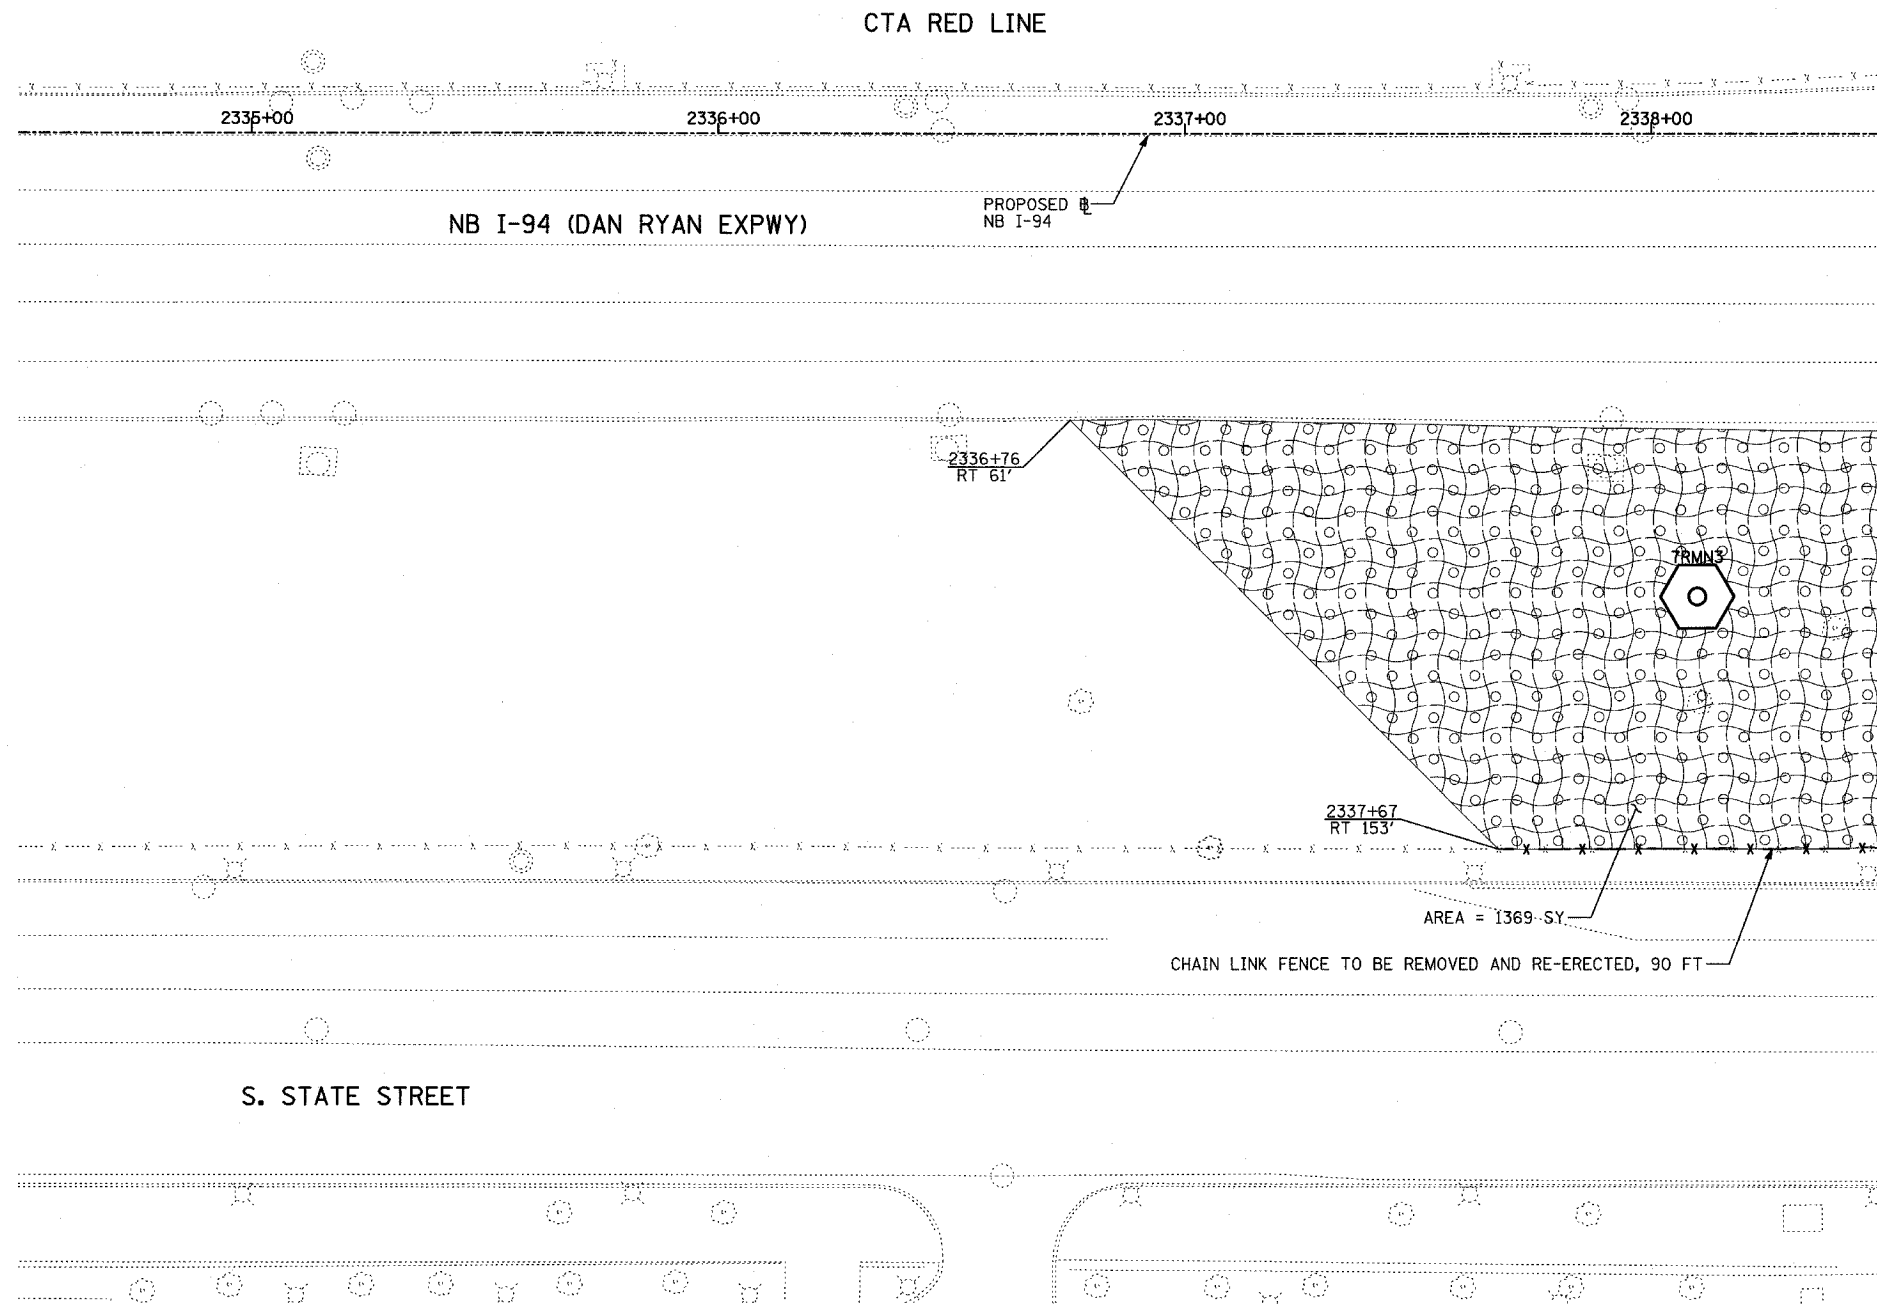 CTA RED LINE
2335+00
2336+00
2337+00
2338+00
PROPOSED
NB I-94
NB I-94 (DAN RYAN EXPWY)
2336+76
RT 61'
7RMN3
2337+67
RT 153'
AREA = 1369 SY
CHAIN LINK FENCE TO BE REMOVED AND RE-ERECTED, 90 FT
S. STATE STREET